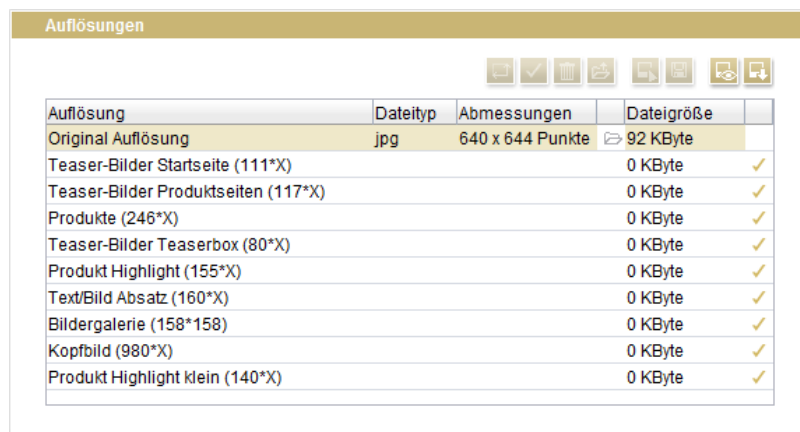 Auflösungen
Auflösung Dateityp Abmessungen Dateigröße
Original Auflösung jpg 640 x 644 Punkte 92 KByte
Teaser-Bilder Startseite (111*X) 0 KByte
Teaser-Bilder Produktseiten (117*X) 0 KByte
Produkte (246*X) 0 KByte
Teaser-Bilder Teaserbox (80*X) 0 KByte
Produkt Highlight (155*X) 0 KByte
Text/Bild Absatz (160*X) 0 KByte
Bildergalerie (158*158) 0 KByte
Kopfbild (980*X) 0 KByte
Produkt Highlight klein (140*X) 0 KByte